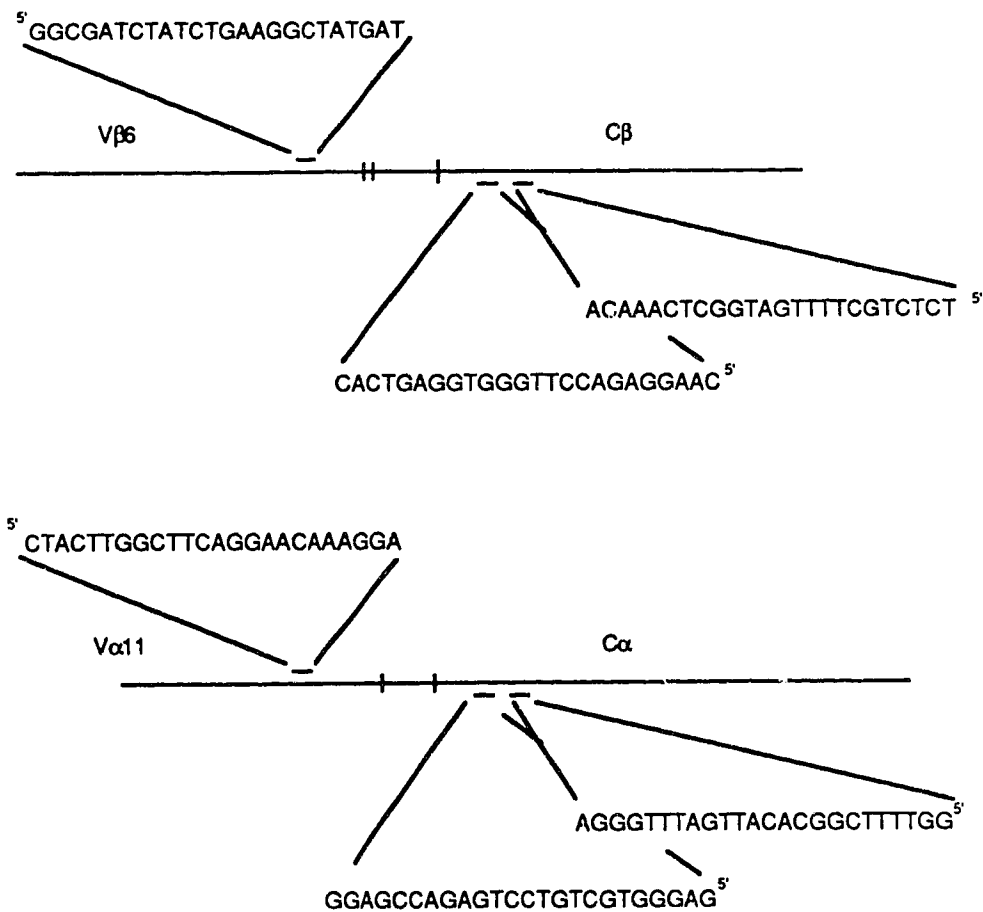 5' GGCGATCTATCTGAAGGCTATGAT
Vβ6 Cβ
ACAAACTCGGTAGTTTTCGTCTCT 5'
CACTGAGGTGGGTTCCAGAGGAAC 5'
5' CTACTTGGCTTCAGGAACAAAGGA
Vα11 Cα
AGGGTTTAGTTACACGGCTTTTGG 5'
GGAGCCAGAGTCCTGTCGTGGGAG 5'